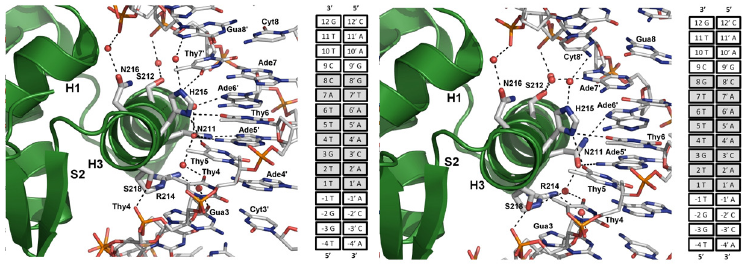 Gua8' Cyt8
Thy7'
Ade7
N216 S212
H1
H215 Ade6'
Thy6
N211 Ade5'
S2 H3
Thy5
Thy4
S218 R214 Ade4'
Thy4
Gua3 Cyt3'
3' 5'
12 G 12' C
11 T 11' A
10 T 10' A
9 C 9' G
8 C 8' G
7 A 7' T
6 T 6' A
5 T 5' A
4 T 4' A
3 G 3' C
2 T 2' A
1 T 1' A
-1 T -1' A
-2 G -2' C
-3 G -3' C
-4 T -4' A
5' 3'
Gua8
Cyt8'
N216 S212 Ade7'
H1
H215 Ade6'
Thy6
N211
S2 H3 Ade5'
Thy5
R214
S218 Thy4
Gua3
3' 5'
12 G 12' C
11 T 11' A
10 T 10' A
9 C 9' G
8 G 8' C
7 T 7' A
6 T 6' A
5 T 5' A
4 T 4' A
3 G 3' C
2 T 2' A
1 T 1' A
-1 T -1' A
-2 G -2' C
-3 G -3' C
-4 T -4' A
5' 3'